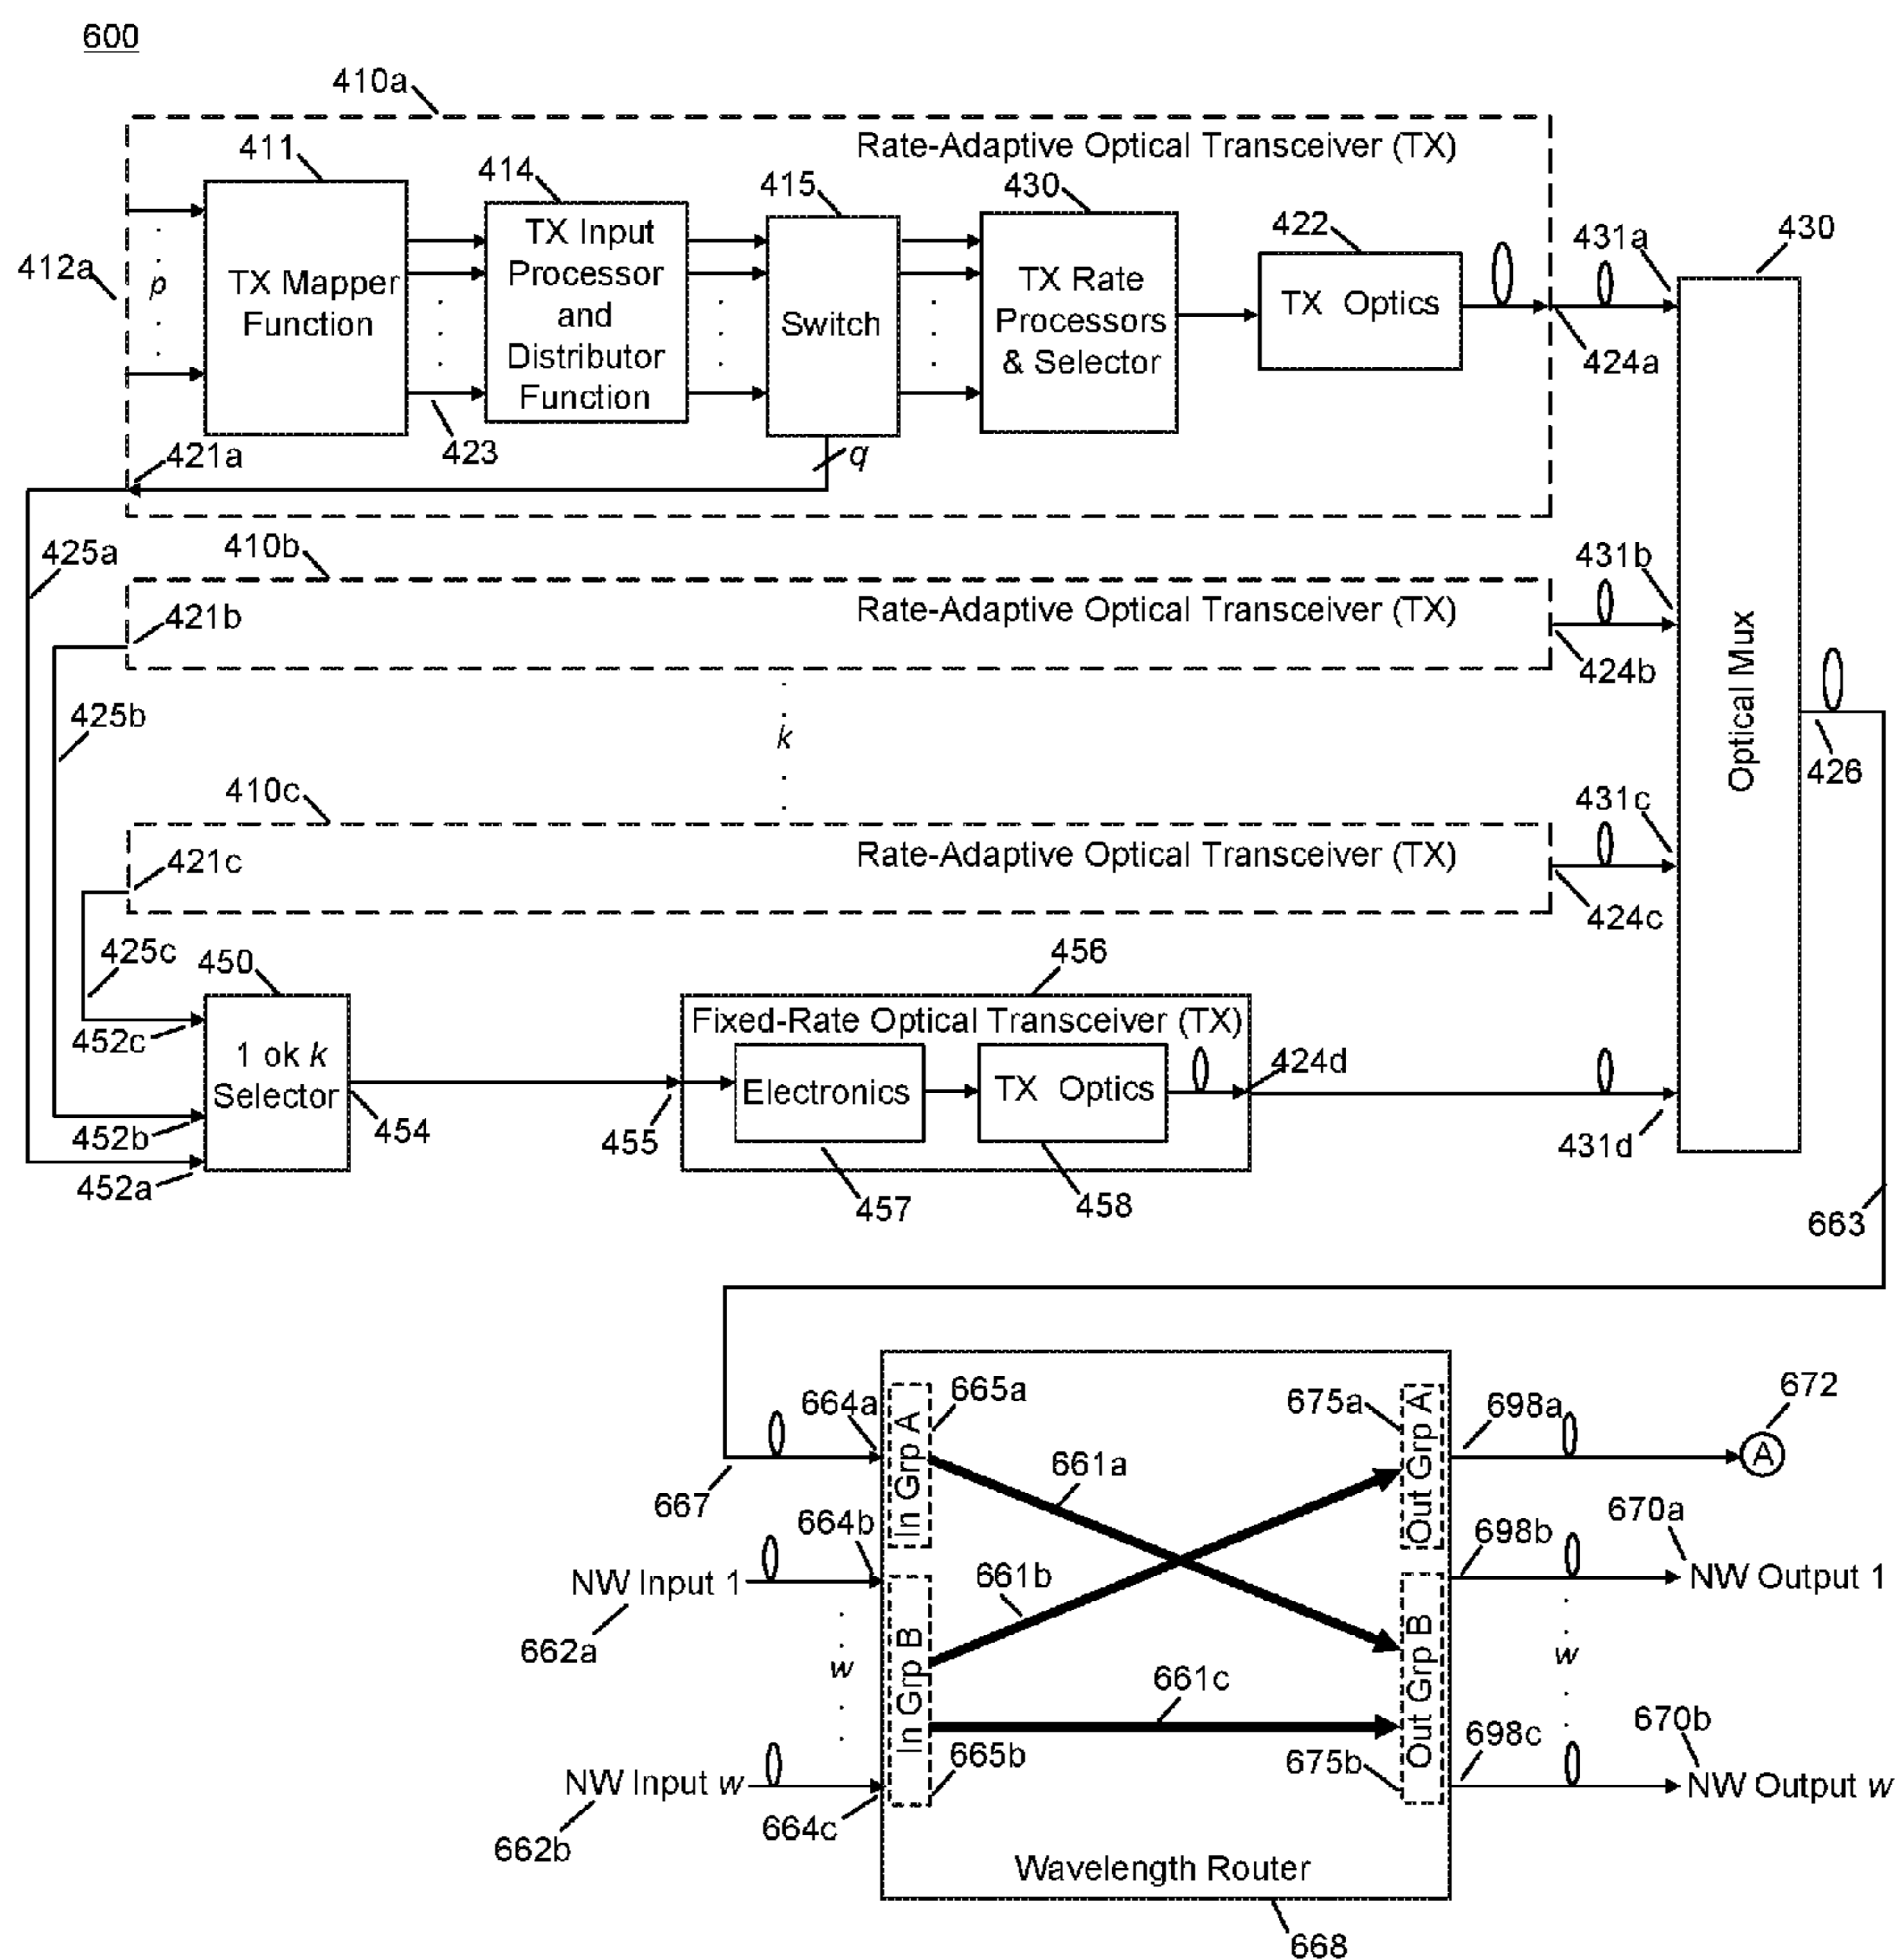 600
410a
Rate-Adaptive Optical Transceiver (TX)
411
414
415
430
422
431a
430
412a
p
TX Mapper
Function
TX Input
Processor
and
Distributor
Function
Switch
TX Rate
Processors
& Selector
TX Optics
424a
421a
423
q
425a
410b
431b
421b
Rate-Adaptive Optical Transceiver (TX)
424b
425b
k
Optical Mux
426
410c
431c
421c
Rate-Adaptive Optical Transceiver (TX)
424c
425c
450
456
452c
1 ok k
Selector
Fixed-Rate Optical Transceiver (TX)
Electronics
TX Optics
424d
452b
454
455
431d
452a
457
458
663
664a
In Grp A
665a
675a
Out Grp A
698a
672
A
667
661a
664b
698b
670a
NW Input 1
661b
NW Output 1
662a
w
In Grp B
Out Grp B
w
661c
698c
670b
NW Input w
665b
675b
NW Output w
662b
664c
Wavelength Router
668